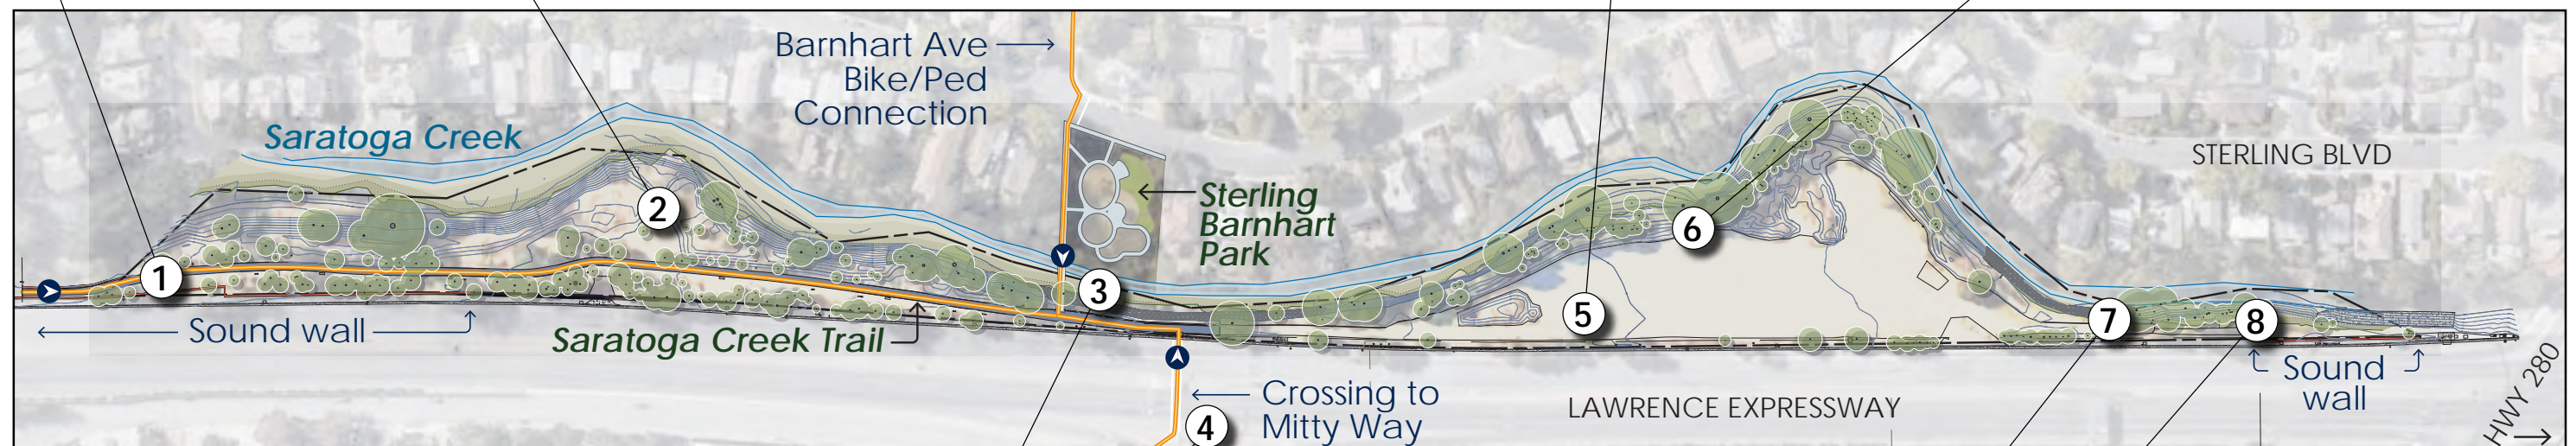 Barnhart Ave
Bike/Ped
Connection
Saratoga Creek
STERLING BLVD
Sterling
Barnhart
Park
1
2
3
4
5
6
7
8
Sound wall
Saratoga Creek Trail
Crossing to
Mitty Way
LAWRENCE EXPRESSWAY
Sound
wall
HWY 280